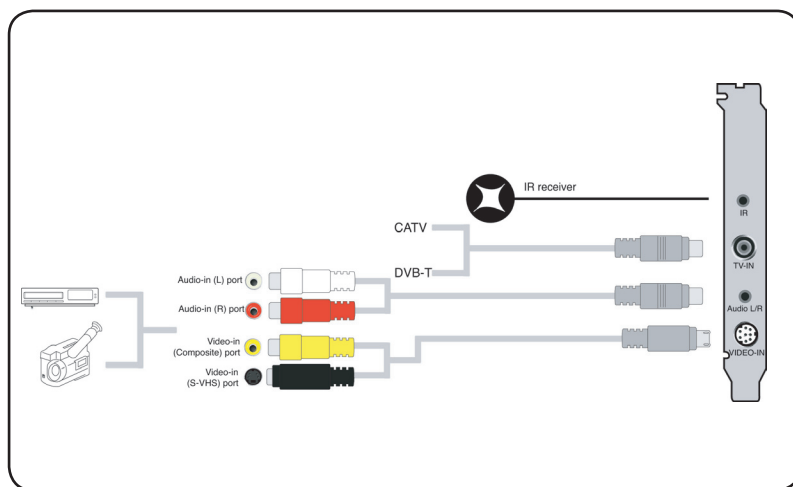 IR receiver
IR
CATV
TV-IN
DVB-T
Audio-in (L) port
Audio-in (R) port
Audio L/R
Video-in
(Composite) port
VIDEO-IN
Video-in
(S-VHS) port